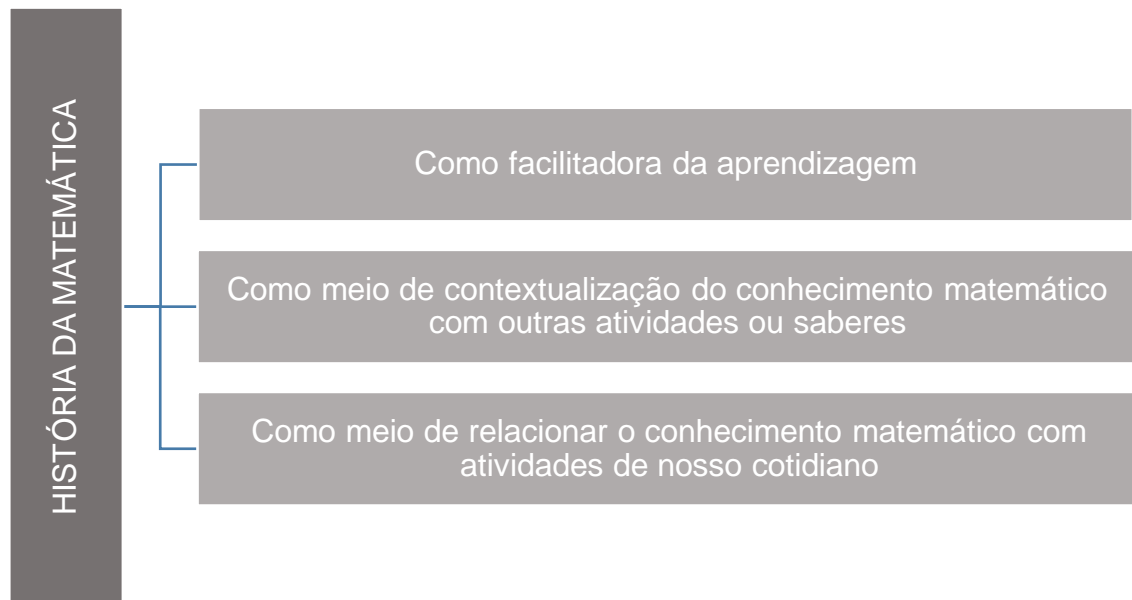 HISTÓRIA DA MATEMÁTICA
Como facilitadora da aprendizagem
Como meio de contextualização do conhecimento matemático
com outras atividades ou saberes
Como meio de relacionar o conhecimento matemático com
atividades de nosso cotidiano